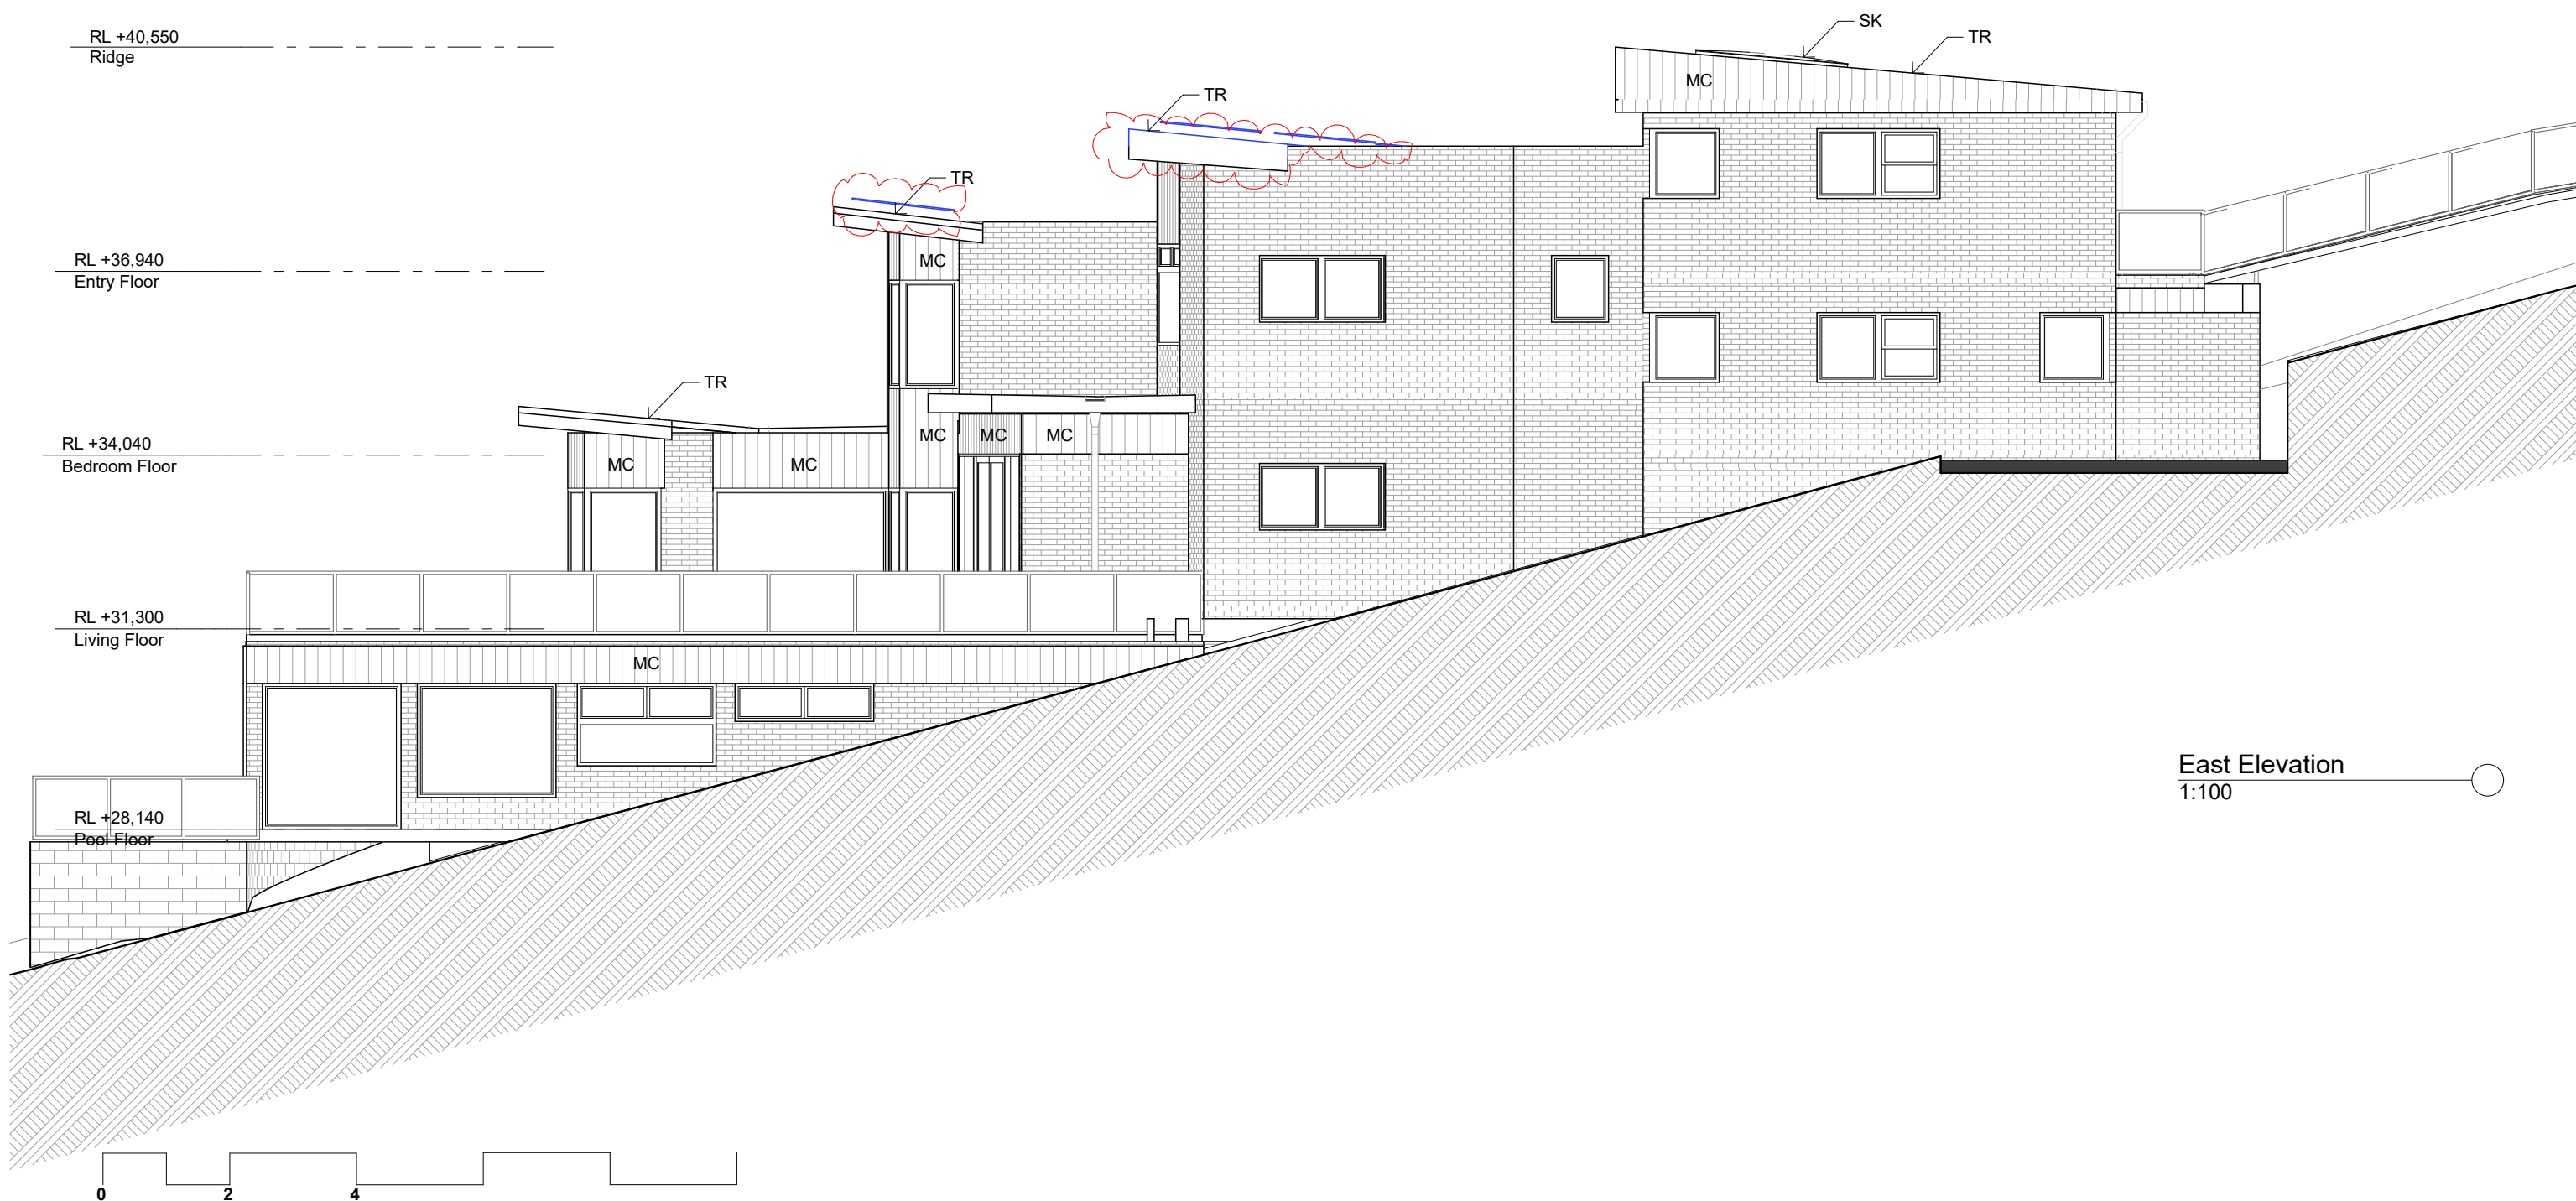 SK
RL +40,550
Ridge
TR
MC
TR
TR
RL +36,940
Entry Floor
MC
TR
RL +34,040
Bedroom Floor
MC
MC
MC
MC
MC
RL +31,300
Living Floor
MC
East Elevation
1:100
RL +28,140
Pool Floor
0 2 4